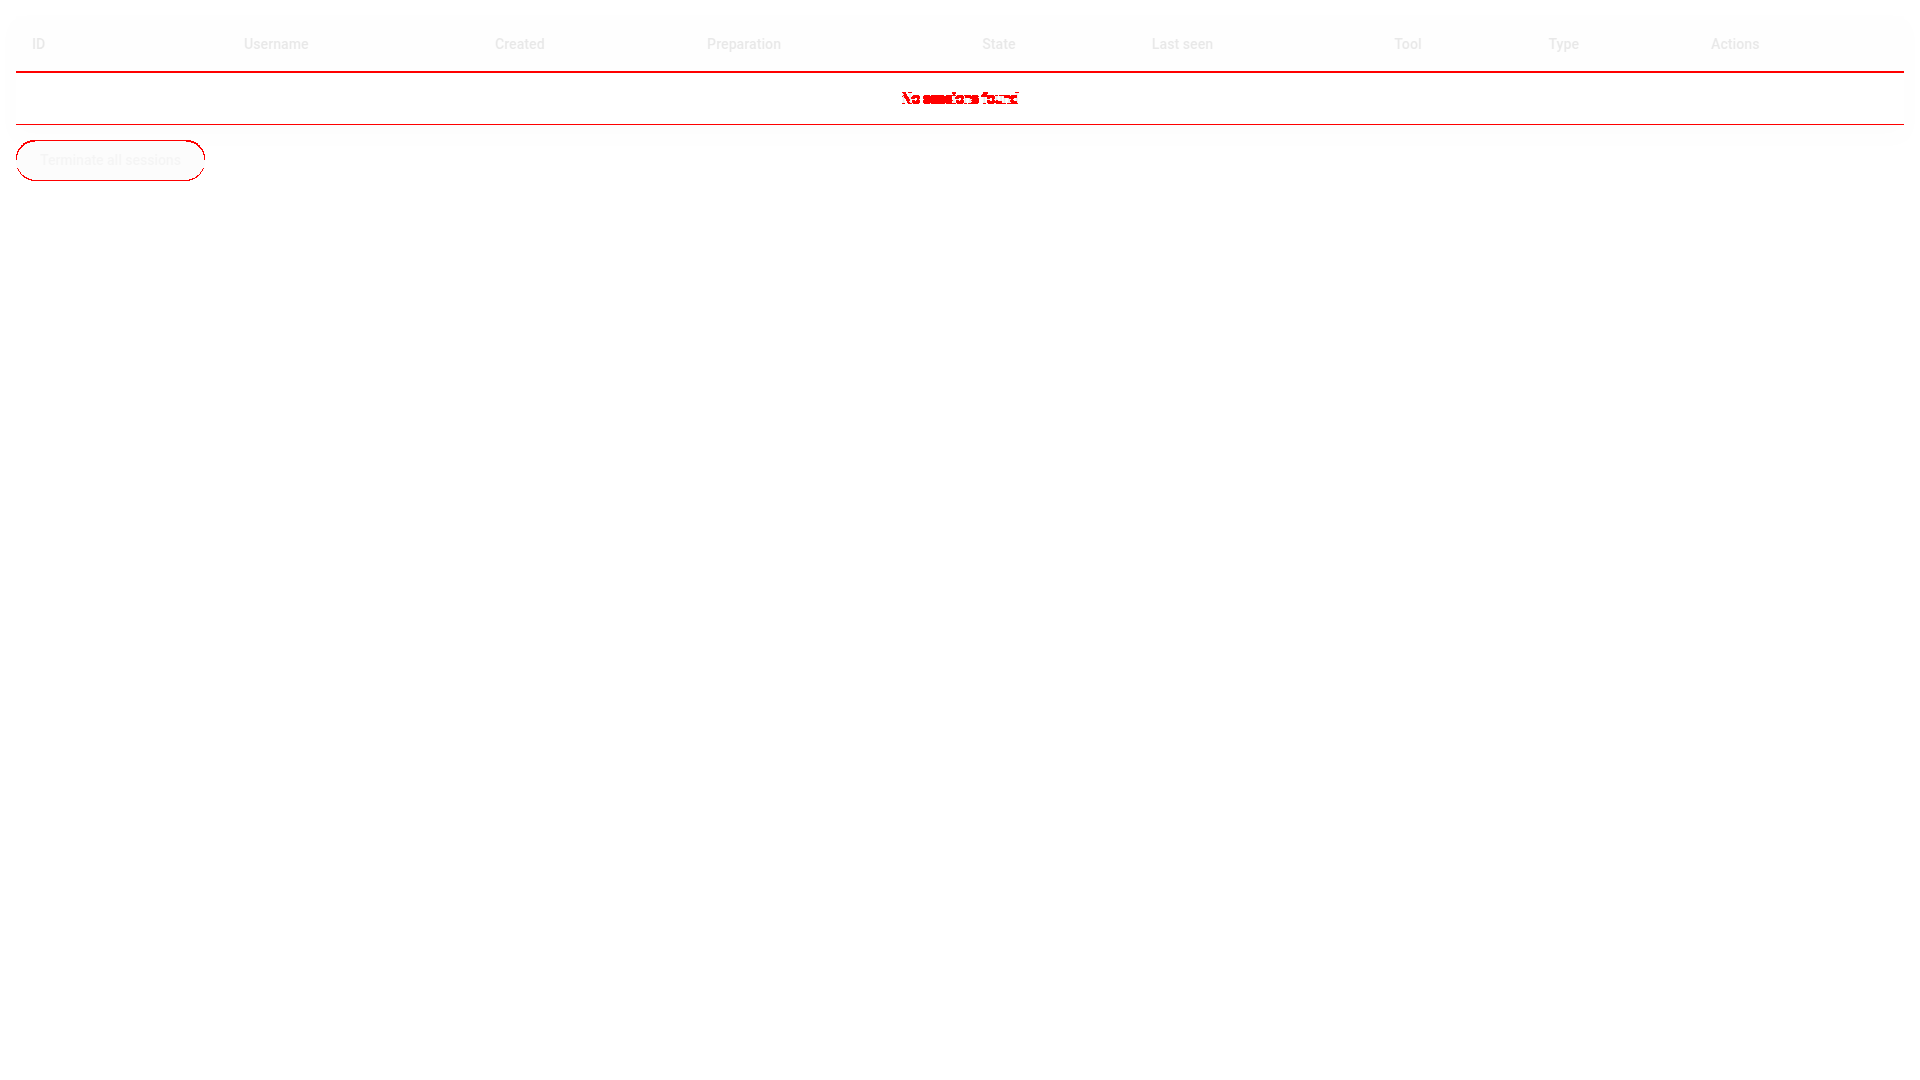 ID Username Created Preparation State Last seen Tool Type Actions
No sessions found
Terminate all sessions